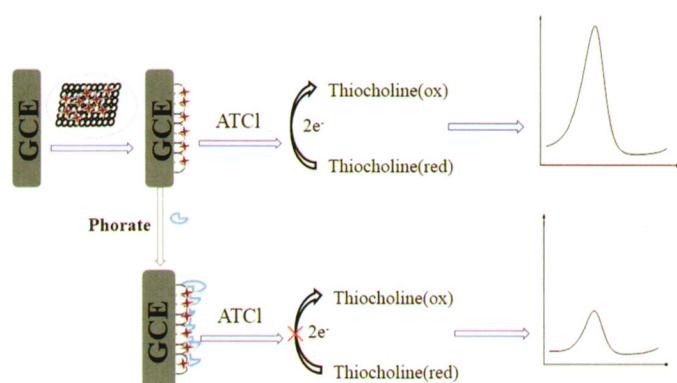 GCE
GCE
ATCl
Thiocholine(ox)
2e-
Thiocholine(red)
Phorate
GCE
ATCl
Thiocholine(ox)
2e-
Thiocholine(red)